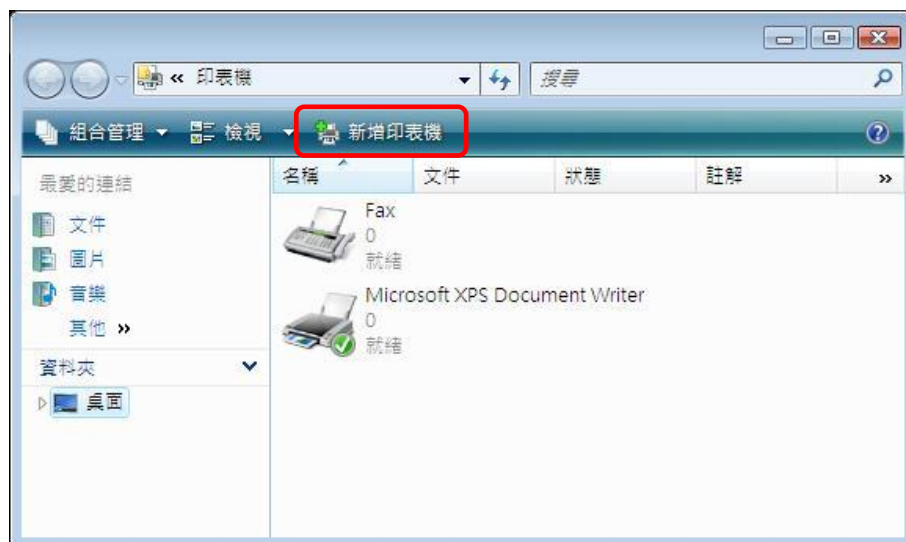 « 印表機
搜尋
組合管理 檢視 新增印表機
最愛的連結
文件
圖片
音樂
其他 »
資料夾
桌面
名稱 文件 狀態 註解 »
Fax
0
就緒
Microsoft XPS Document Writer
0
就緒